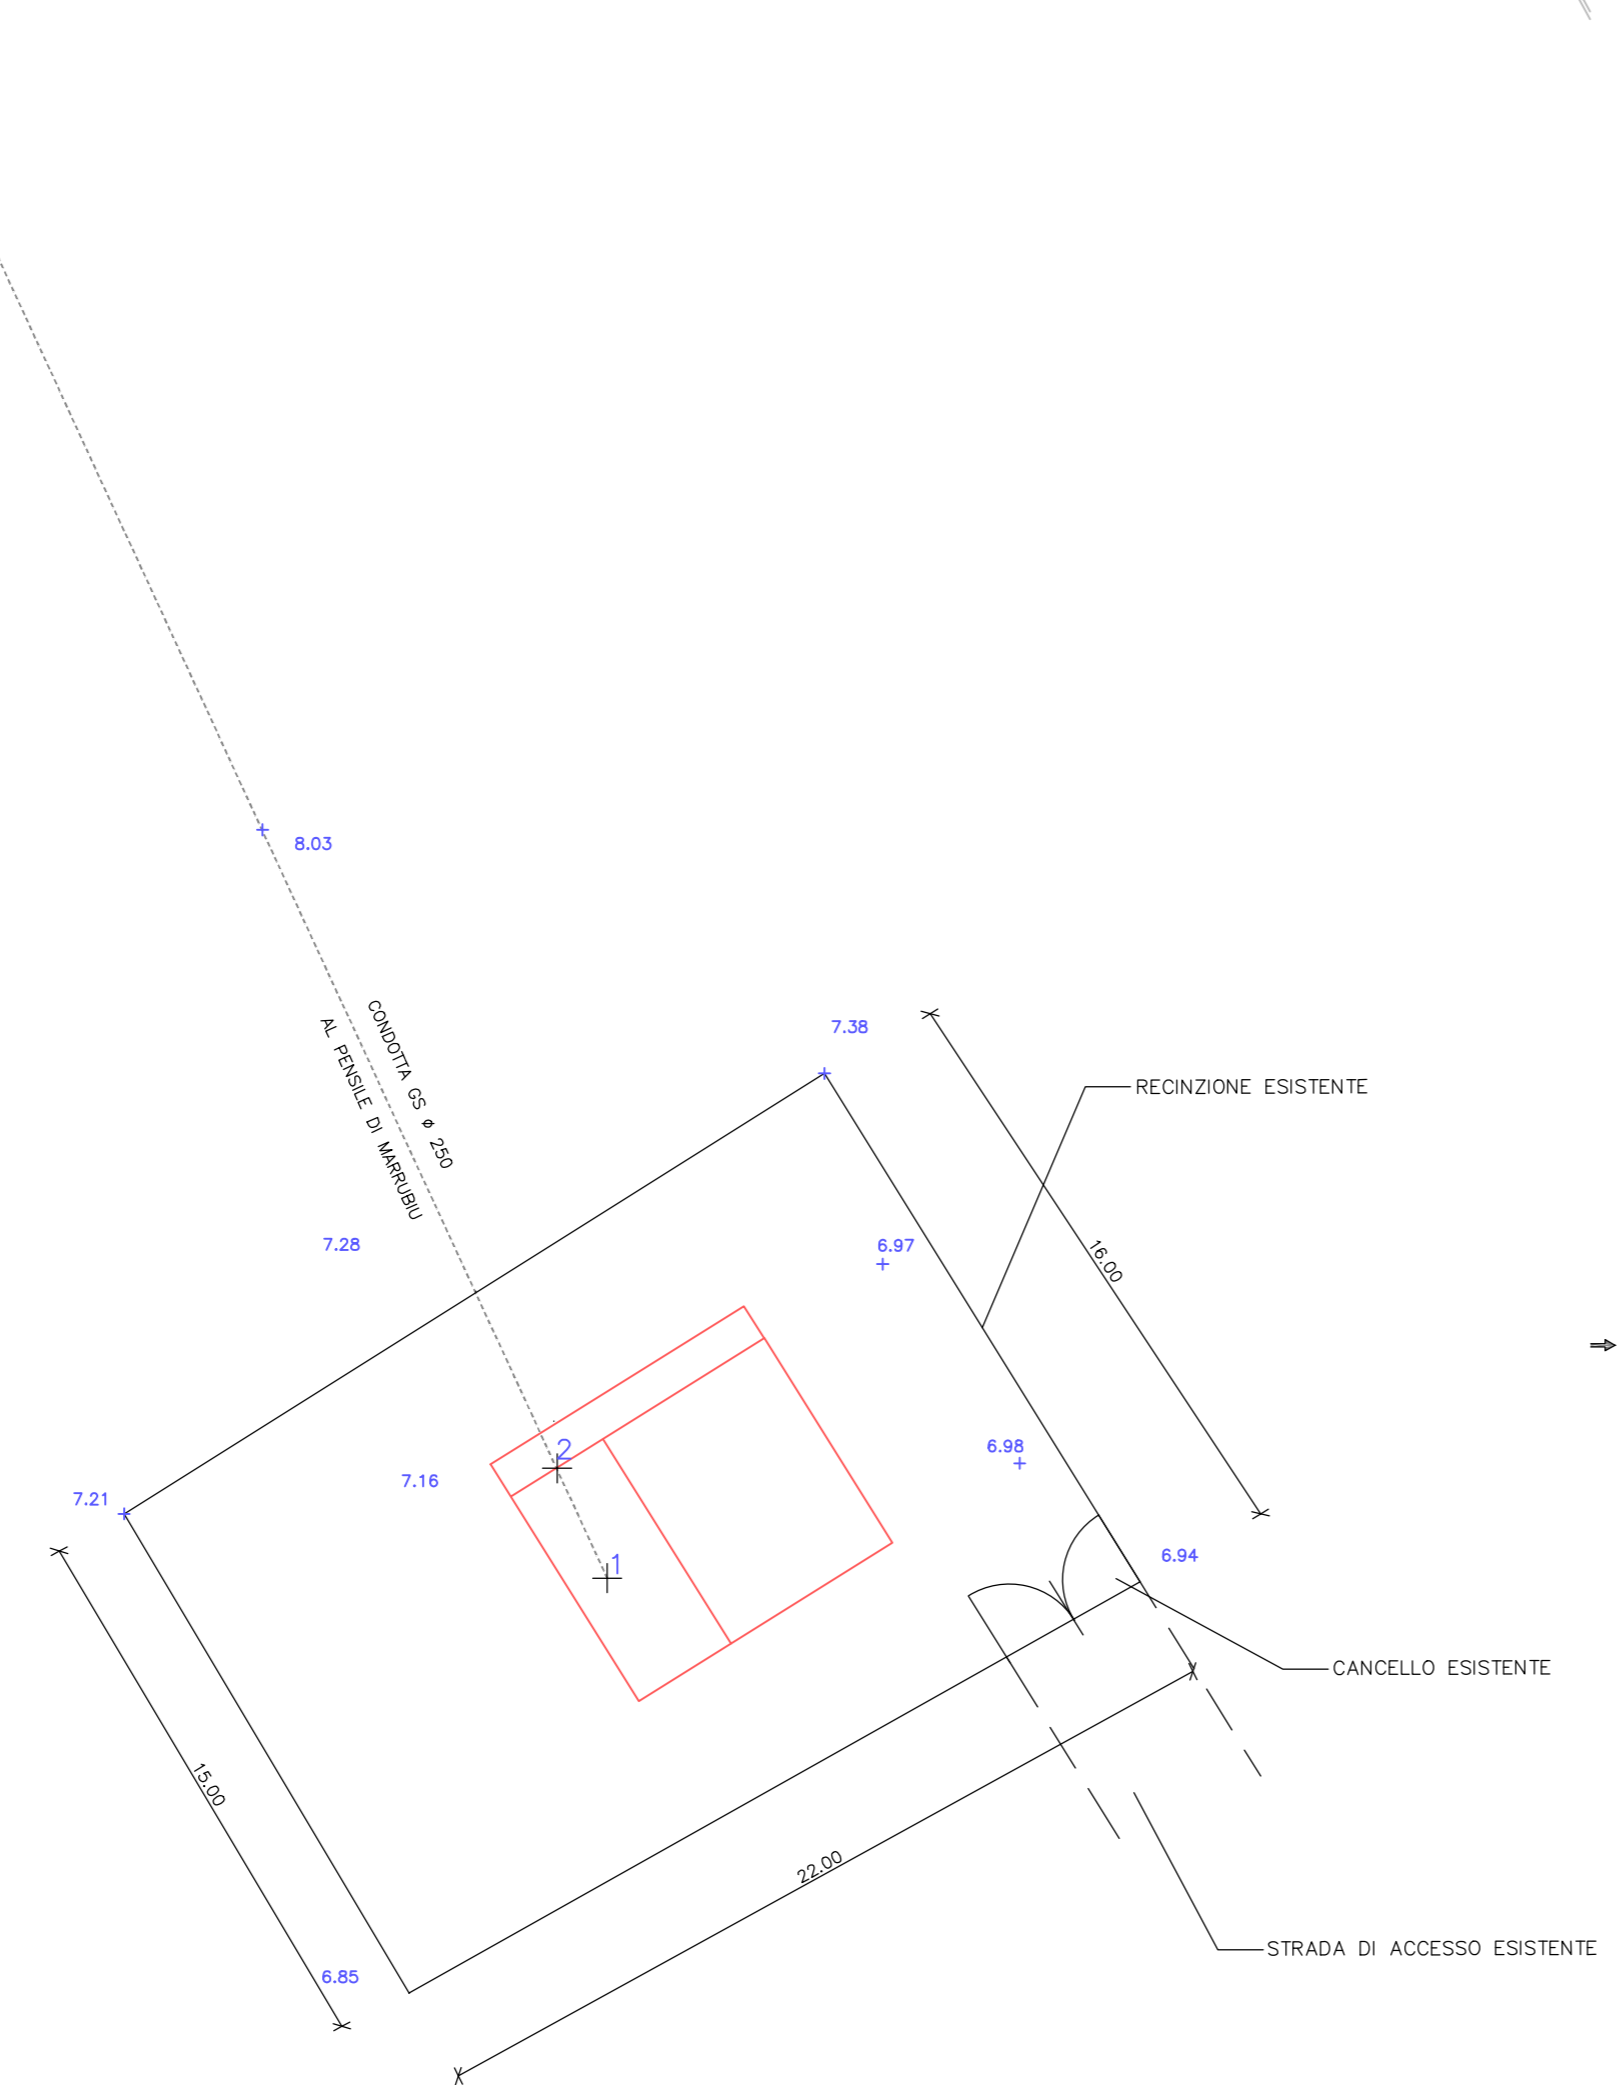 8.03
7.38
CONDOTTA GS ø 250
AL PENSILE DI MARRUBIU
RECINZIONE ESISTENTE
7.28
6.97
16.00
6.98
2
7.16
7.21
6.94
1
CANCELLO ESISTENTE
15.00
22.00
STRADA DI ACCESSO ESISTENTE
6.85